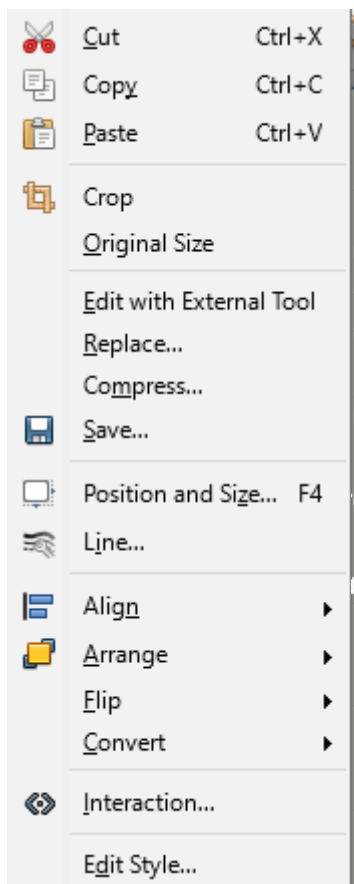 Cut Ctrl+X
Copy Ctrl+C
Paste Ctrl+V
Crop
Original Size
Edit with External Tool
Replace...
Compress...
Save...
Position and Size... F4
Line...
Align
Arrange
Flip
Convert
Interaction...
Edit Style...